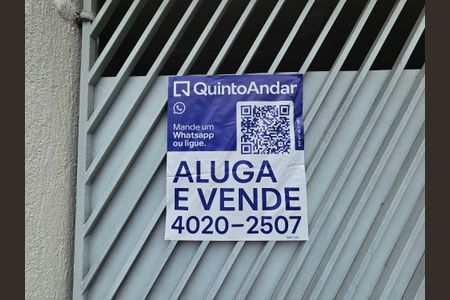 QuintoAndar
Mande um
Whatsapp
ou ligue.
ALUGA
E VENDE
4020-2507